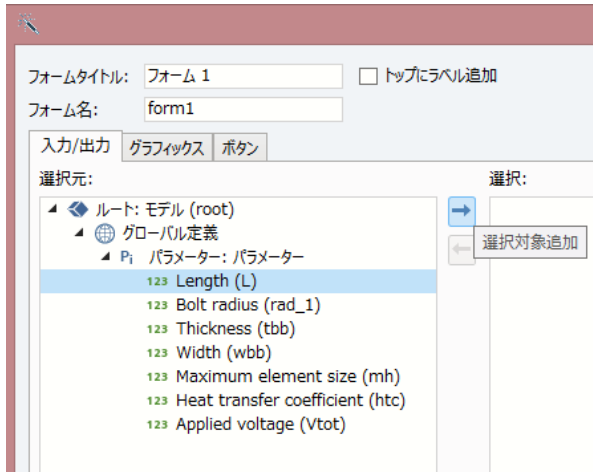 フォームタイトル: フォーム 1 トップにラベル追加
フォーム名: form1
入力/出力 グラフィックス ボタン
選択元: 選択:
ルート: モデル (root)
グローバル定義
Pi パラメーター: パラメーター
123 Length (L)
選択対象追加
123 Bolt radius (rad_1)
123 Thickness (tbb)
123 Width (wbb)
123 Maximum element size (mh)
123 Heat transfer coefficient (htc)
123 Applied voltage (Vtot)